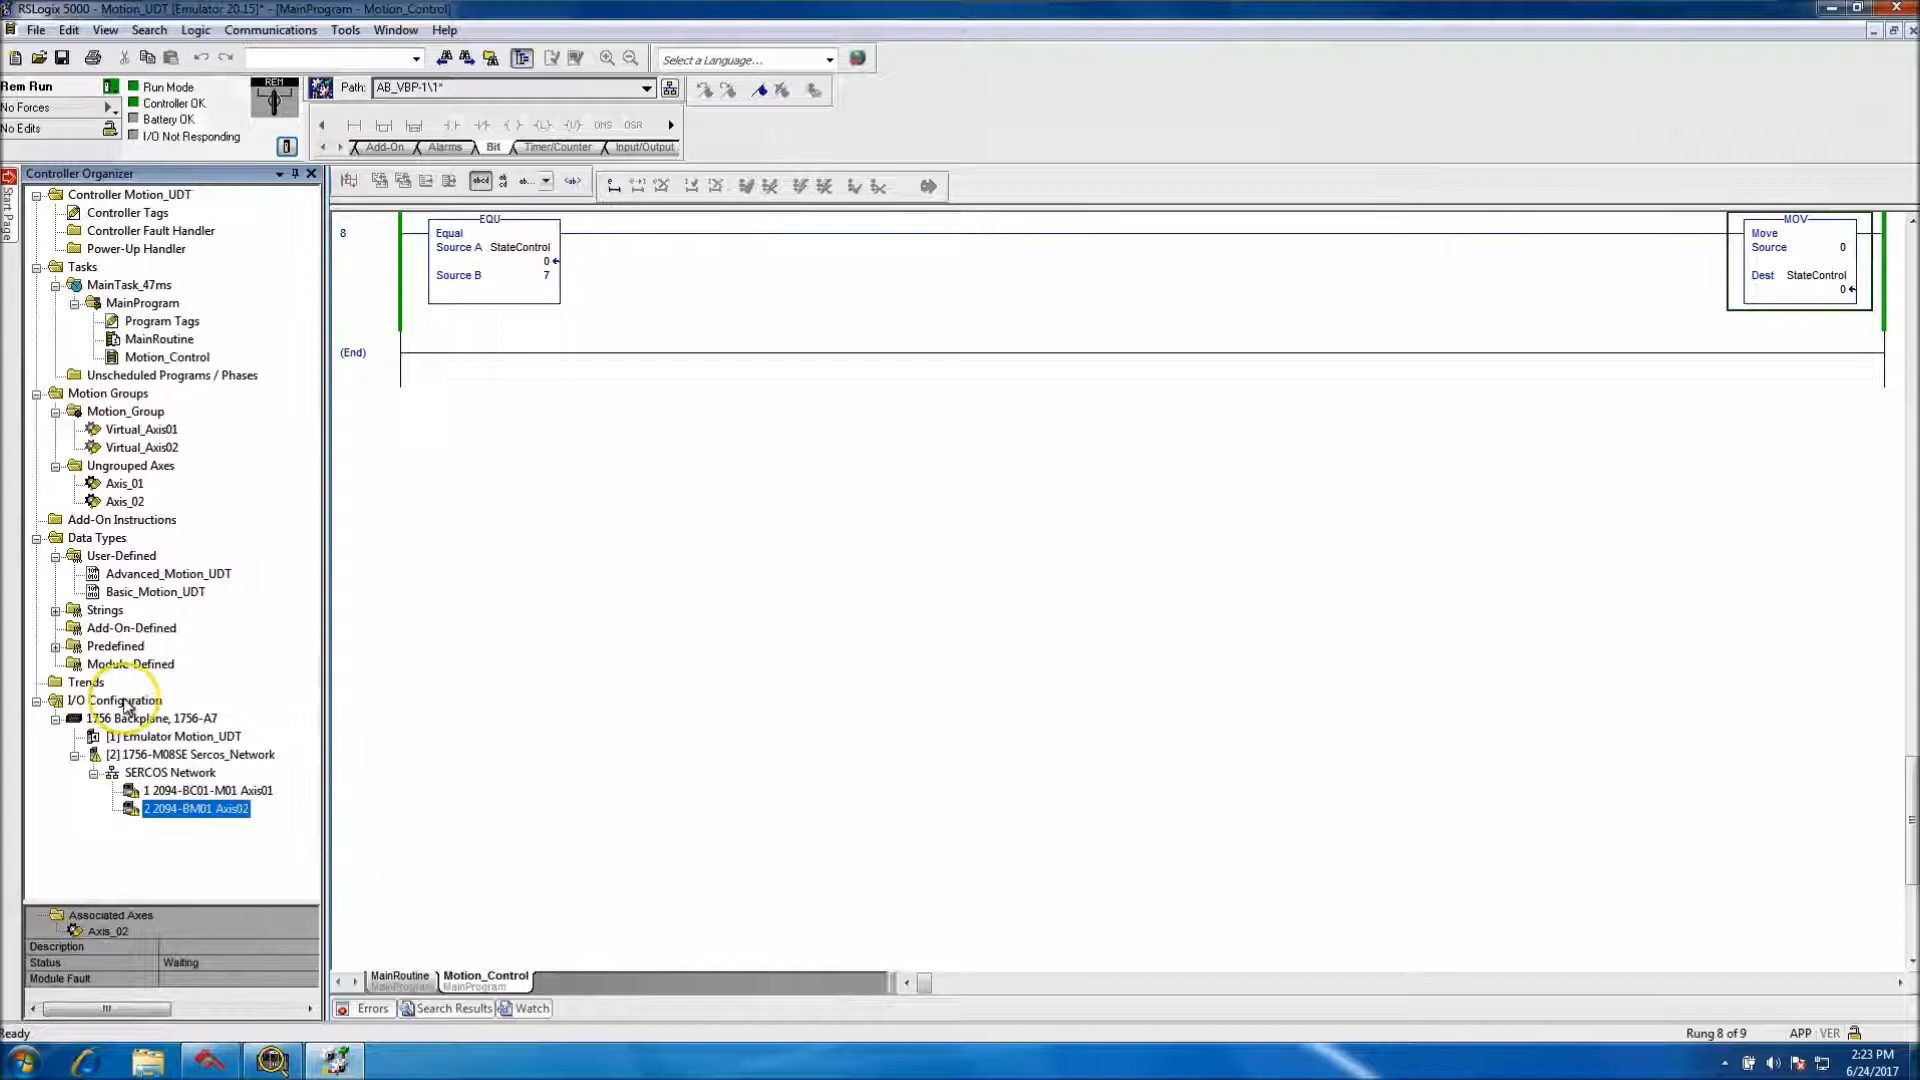 RSLogix 5000 - Motion_UDT [Emulator 20.15]* - [MainProgram - Motion_Control]
File Edit View Search Logic Communications Tools Window Help
Select a Language...
Rem Run
No Forces
No Edits
Run Mode
Controller OK
Battery OK
I/O Not Responding
REM
Path: AB_VBP-1\1*
ONS OSR
Add-On Alarms Bit Timer/Counter Input/Output
Start Page
Controller Organizer
Controller Motion_UDT
Controller Tags
Controller Fault Handler
Power-Up Handler
Tasks
MainTask_47ms
MainProgram
Program Tags
MainRoutine
Motion_Control
Unscheduled Programs / Phases
Motion Groups
Motion_Group
Virtual_Axis01
Virtual_Axis02
Ungrouped Axes
Axis_01
Axis_02
Add-On Instructions
Data Types
User-Defined
Advanced_Motion_UDT
Basic_Motion_UDT
Strings
Add-On-Defined
Predefined
Module-Defined
Trends
I/O Configuration
1756 Backplane, 1756-A7
[1] Emulator Motion_UDT
[2] 1756-M08SE Sercos_Network
SERCOS Network
1 2094-BC01-M01 Axis01
2 2094-BM01 Axis02
Associated Axes
Axis_02
Description
Status Waiting
Module Fault
8
EQU
Equal
Source A StateControl
0
Source B 7
MOV
Move
Source 0
Dest StateControl
0
(End)
MainRoutine
MainProgram
Motion_Control
MainProgram
Errors Search Results Watch
Ready
Rung 8 of 9 APP VER
2:23 PM
6/24/2017